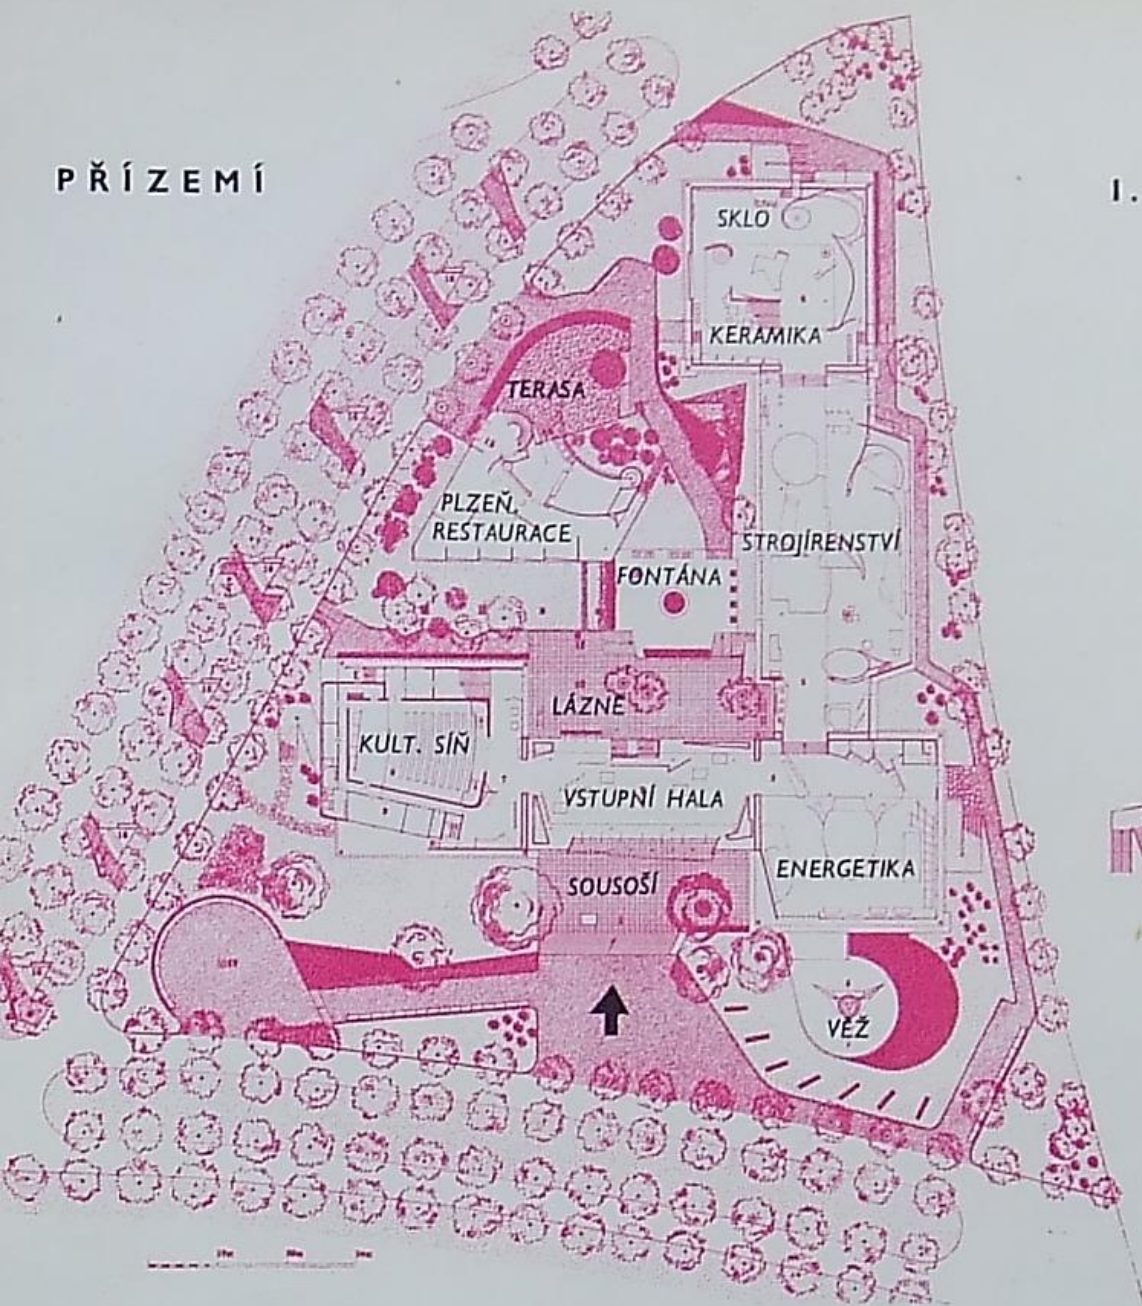 PŘÍZEMÍ
I.
SKLO
KERAMIKA
TERASA
PLZEŇ.
RESTAURACE
STROJÍRENSTVÍ
FONTÁNA
LÁZNĚ
KULT. SÍŇ
VSTUPNÍ HALA
SOUSOŠÍ
ENERGETIKA
VĚŽ